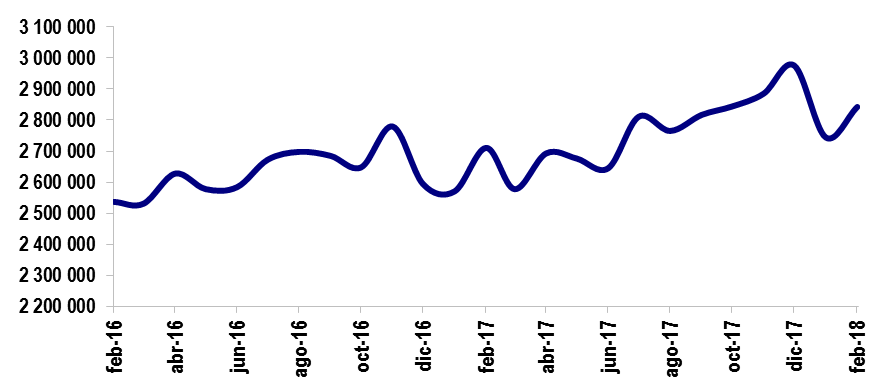 3 100 000
3 000 000
2 900 000
2 800 000
2 700 000
2 600 000
2 500 000
2 400 000
2 300 000
2 200 000
feb-16
abr-16
jun-16
ago-16
oct-16
dic-16
feb-17
abr-17
jun-17
ago-17
oct-17
dic-17
feb-18